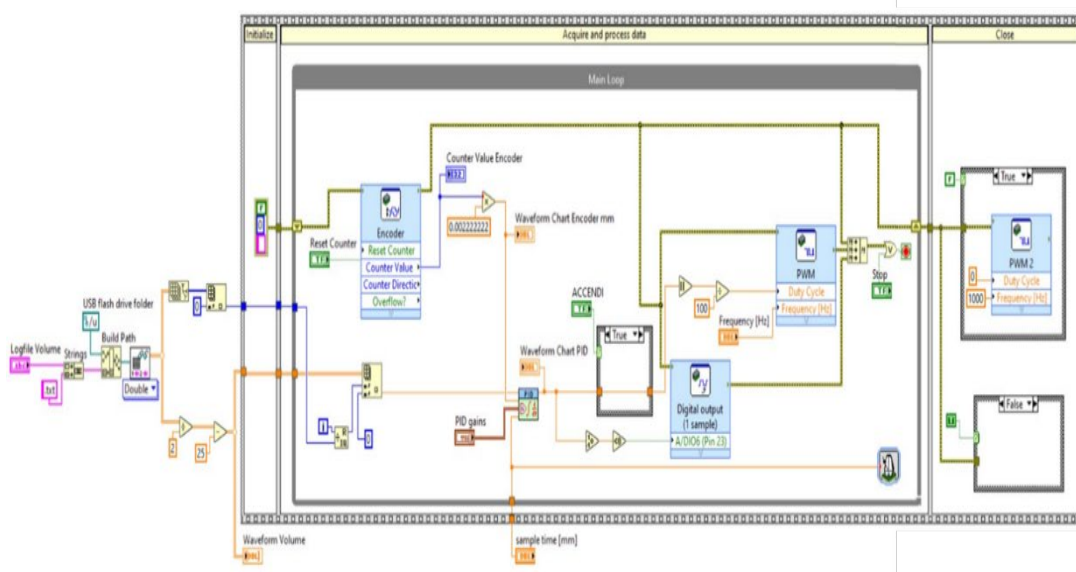 Initialize
Acquire and process data
Close
Main Loop
Counter Value Encoder
Encoder
Reset Counter
Counter Value
Counter Directic
Overflow?
Reset Counter
0.002222222
Waveform Chart Encoder mm
PWM
Duty Cycle
Frequency [Hz]
100
Frequency [Hz]
Stop
ACCENDI
True
Waveform Chart PID
PID
PID gains
Digital output
(1 sample)
A/DIO6 (Pin 23)
True
PWM 2
Duty Cycle
Frequency [Hz]
0
1000
False
USB flash drive folder
Build Path
Logfile Volume
Strings
txt
Double
2
25
Waveform Volume
sample time [mm]